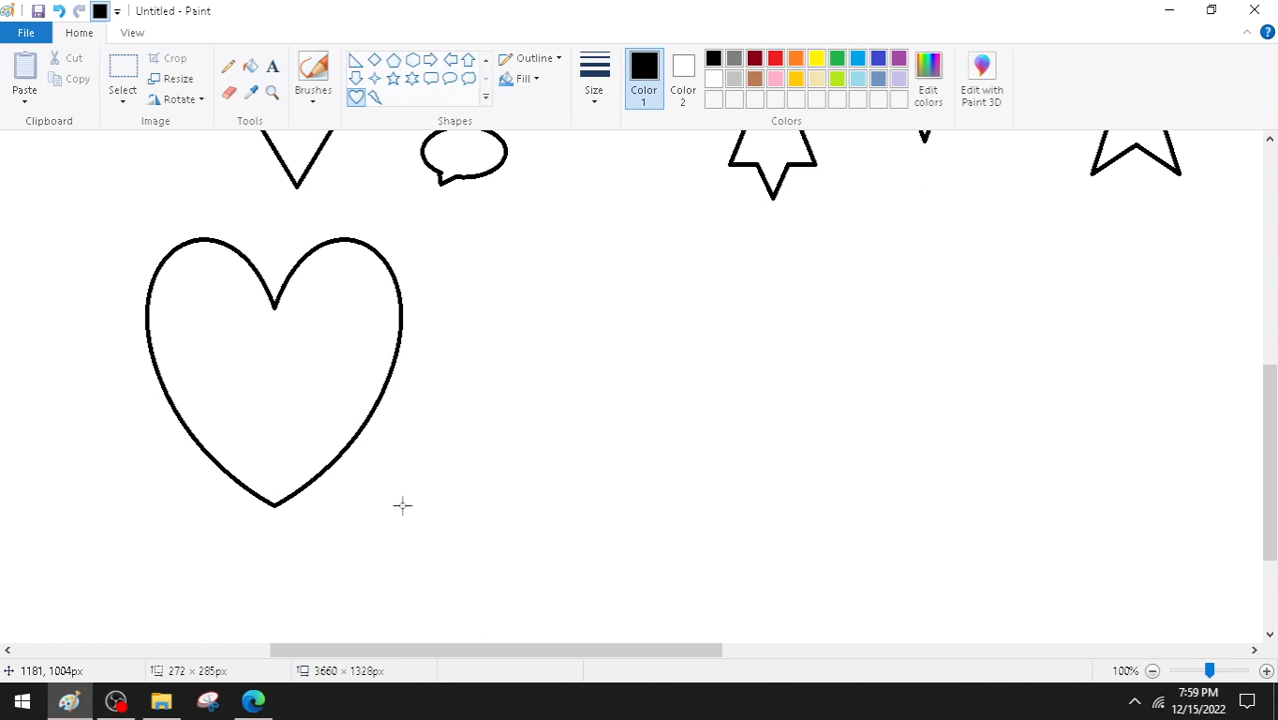 Untitled - Paint
File Home View
Paste Cut Copy Clipboard
Select Crop Resize Rotate Image
A Tools
Brushes
Shapes
Outline Fill
Size
Color 1
Color 2
Edit colors
Colors
Edit with Paint 3D
1181, 1004px 272 × 285px 3660 × 1328px 100%
7:59 PM
12/15/2022